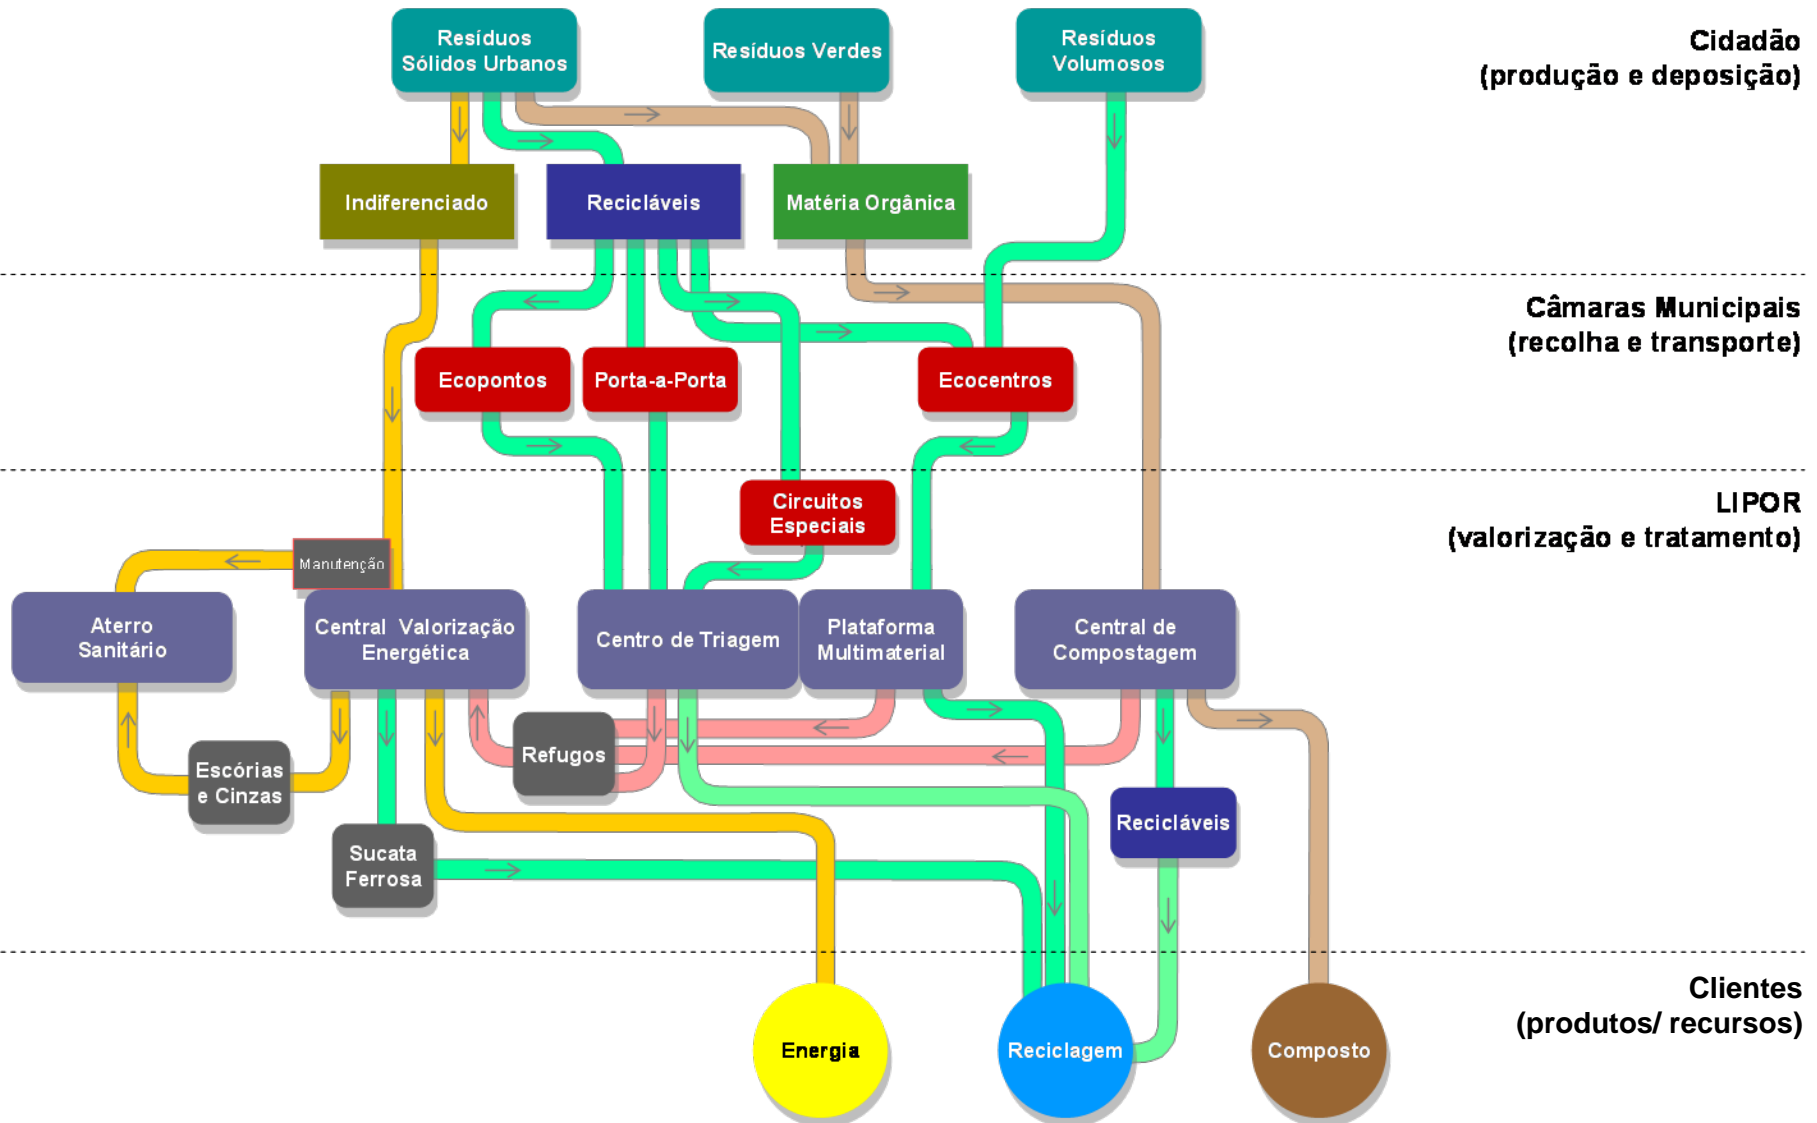 Resíduos
Sólidos Urbanos
Resíduos Verdes
Resíduos
Volumosos
Cidadão
(produção e deposição)
Indiferenciado
Recicláveis
Matéria Orgânica
Câmaras Municipais
(recolha e transporte)
Ecopontos
Porta-a-Porta
Ecocentros
LIPOR
(valorização e tratamento)
Circuitos
Especiais
Manutenção
Aterro
Sanitário
Central Valorização
Energética
Centro de Triagem
Plataforma
Multimaterial
Central de
Compostagem
Refugos
Escórias
e Cinzas
Recicláveis
Sucata
Ferrosa
Clientes
(produtos/ recursos)
Energia
Reciclagem
Composto